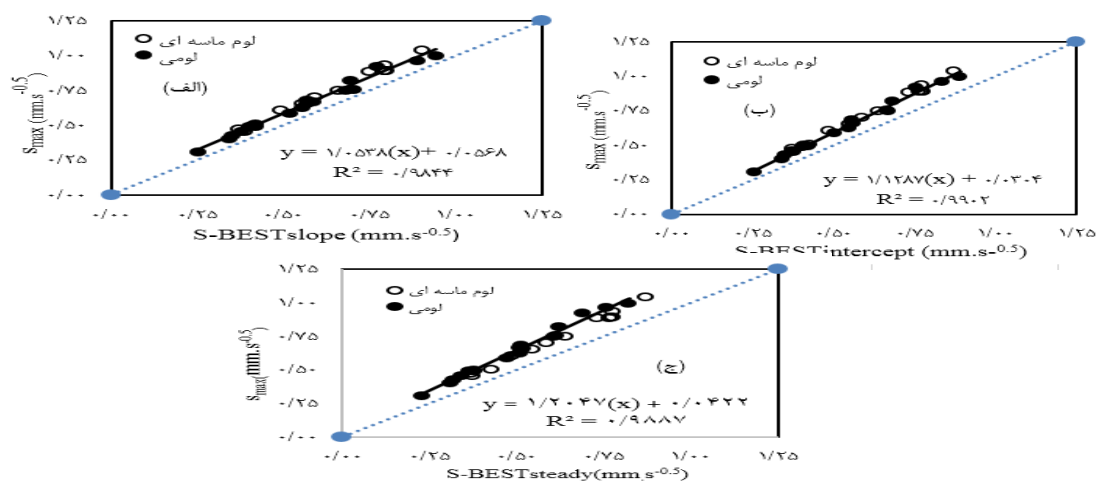 ۱/۲۵
۱/۰۰
۰/۷۵
۰/۵۰
۰/۲۵
۰/۰۰
s_max (mm.s^-0.5)
لوم ماسه ای
لومی
(الف)
y = ۱/۰۵۳۸(x)+ ۰/۰۵۶۸
R² = ۰/۹۸۴۴
۰/۰۰ ۰/۲۵ ۰/۵۰ ۰/۷۵ ۱/۰۰ ۱/۲۵
S-BESTslope (mm.s^-0.5)
۱/۲۵
۱/۰۰
۰/۷۵
۰/۵۰
۰/۲۵
۰/۰۰
s_max (mm.s^-0.5)
لوم ماسه ای
لومی
(ب)
y = ۱/۱۲۸۷(x) + ۰/۰۳۰۴
R² = ۰/۹۹۰۲
۰/۰۰ ۰/۲۵ ۰/۵۰ ۰/۷۵ ۱/۰۰ ۱/۲۵
S-BESTintercept (mm.s^-0.5)
۱/۲۵
۱/۰۰
۰/۷۵
۰/۵۰
۰/۲۵
۰/۰۰
s_max(mm.s^-0.5)
لوم ماسه ای
لومی
(ج)
y = ۱/۲۰۴۷(x) + ۰/۰۴۲۲
R² = ۰/۹۸۸۷
۰/۰۰ ۰/۲۵ ۰/۵۰ ۰/۷۵ ۱/۰۰ ۱/۲۵
S-BESTsteady(mm.s^-0.5)